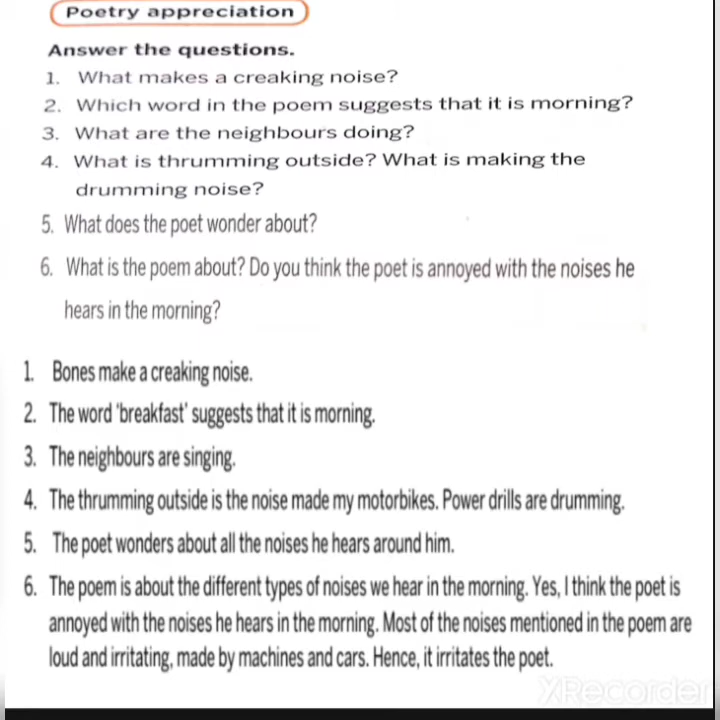 Poetry appreciation
Answer the questions.
1. What makes a creaking noise?
2. Which word in the poem suggests that it is morning?
3. What are the neighbours doing?
4. What is thrumming outside? What is making the
drumming noise?
5. What does the poet wonder about?
6. What is the poem about? Do you think the poet is annoyed with the noises he
hears in the morning?
1. Bones make a creaking noise.
2. The word 'breakfast' suggests that it is morning.
3. The neighbours are singing.
4. The thrumming outside is the noise made my motorbikes. Power drills are drumming.
5. The poet wonders about all the noises he hears around him.
6. The poem is about the different types of noises we hear in the morning. Yes, I think the poet is
annoyed with the noises he hears in the morning. Most of the noises mentioned in the poem are
loud and irritating, made by machines and cars. Hence, it irritates the poet.
XRecorder